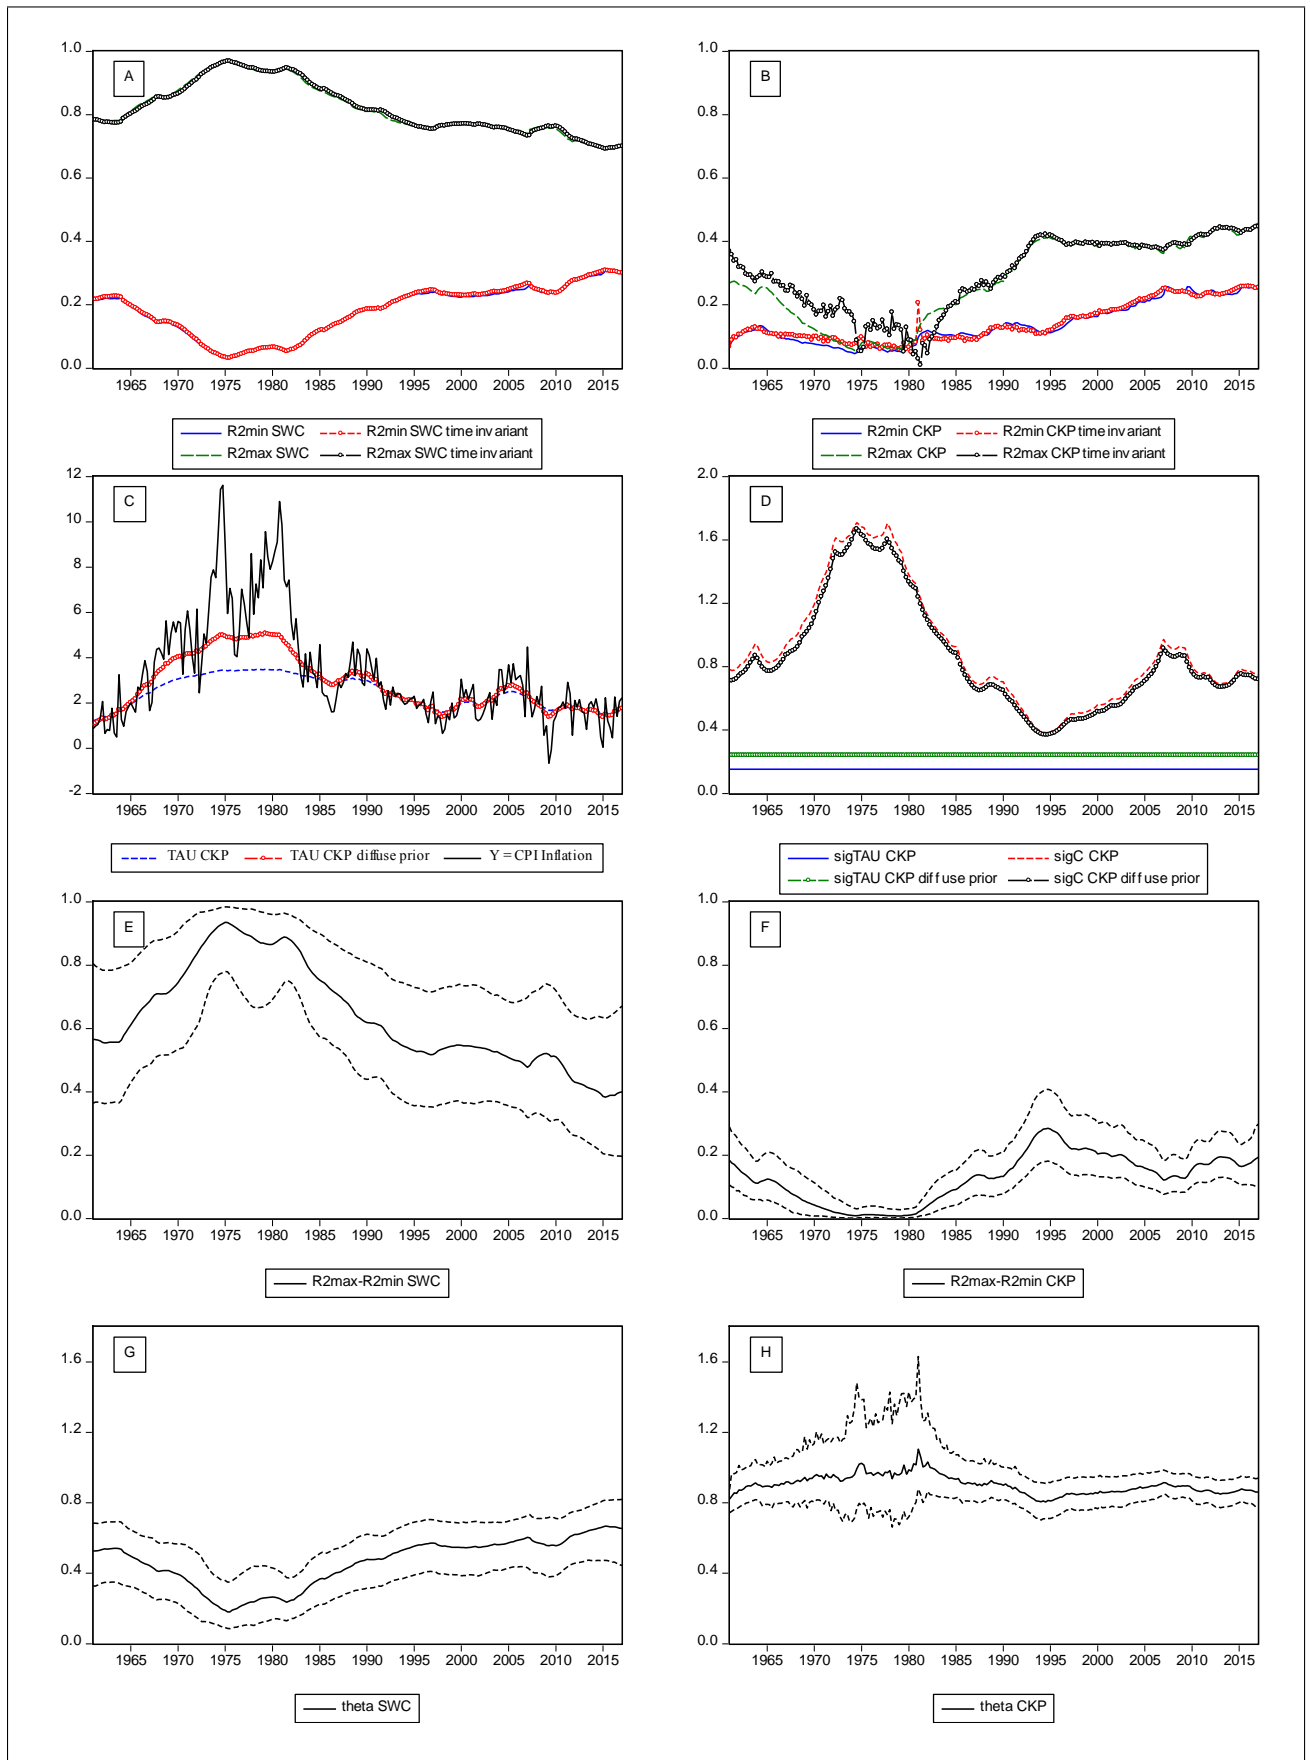 A
1.0
0.8
0.6
0.4
0.2
0.0
1965 1970 1975 1980 1985 1990 1995 2000 2005 2010 2015
R2min SWC R2min SWC time invariant
R2max SWC R2max SWC time invariant
B
1.0
0.8
0.6
0.4
0.2
0.0
1965 1970 1975 1980 1985 1990 1995 2000 2005 2010 2015
R2min CKP R2min CKP time invariant
R2max CKP R2max CKP time invariant
C
12
10
8
6
4
2
0
-2
1965 1970 1975 1980 1985 1990 1995 2000 2005 2010 2015
TAU CKP TAU CKP diffuse prior Y = CPI Inflation
D
2.0
1.6
1.2
0.8
0.4
0.0
1965 1970 1975 1980 1985 1990 1995 2000 2005 2010 2015
sigTAU CKP sigC CKP
sigTAU CKP diffuse prior sigC CKP diffuse prior
E
1.0
0.8
0.6
0.4
0.2
0.0
1965 1970 1975 1980 1985 1990 1995 2000 2005 2010 2015
R2max-R2min SWC
F
1.0
0.8
0.6
0.4
0.2
0.0
1965 1970 1975 1980 1985 1990 1995 2000 2005 2010 2015
R2max-R2min CKP
G
1.6
1.2
0.8
0.4
0.0
1965 1970 1975 1980 1985 1990 1995 2000 2005 2010 2015
theta SWC
H
1.6
1.2
0.8
0.4
0.0
1965 1970 1975 1980 1985 1990 1995 2000 2005 2010 2015
theta CKP